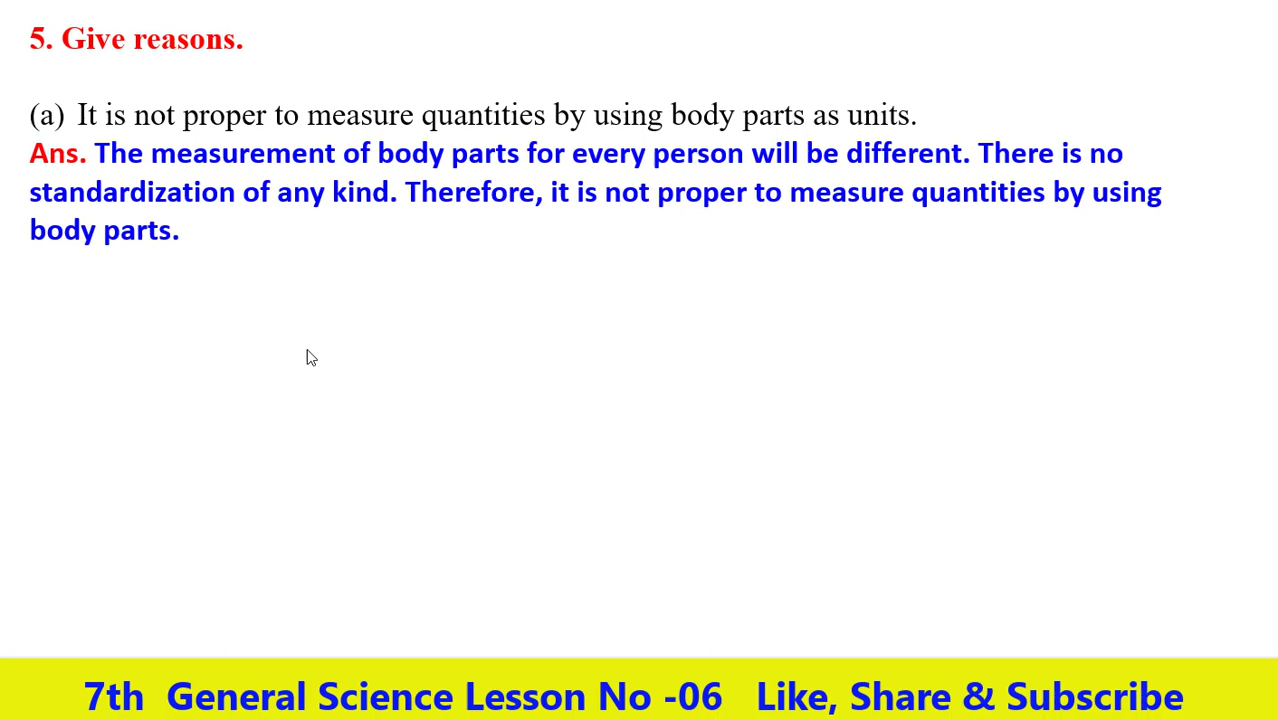 5. Give reasons.
(a) It is not proper to measure quantities by using body parts as units.
Ans. The measurement of body parts for every person will be different. There is no
standardization of any kind. Therefore, it is not proper to measure quantities by using
body parts.
7th General Science Lesson No -06 Like, Share & Subscribe